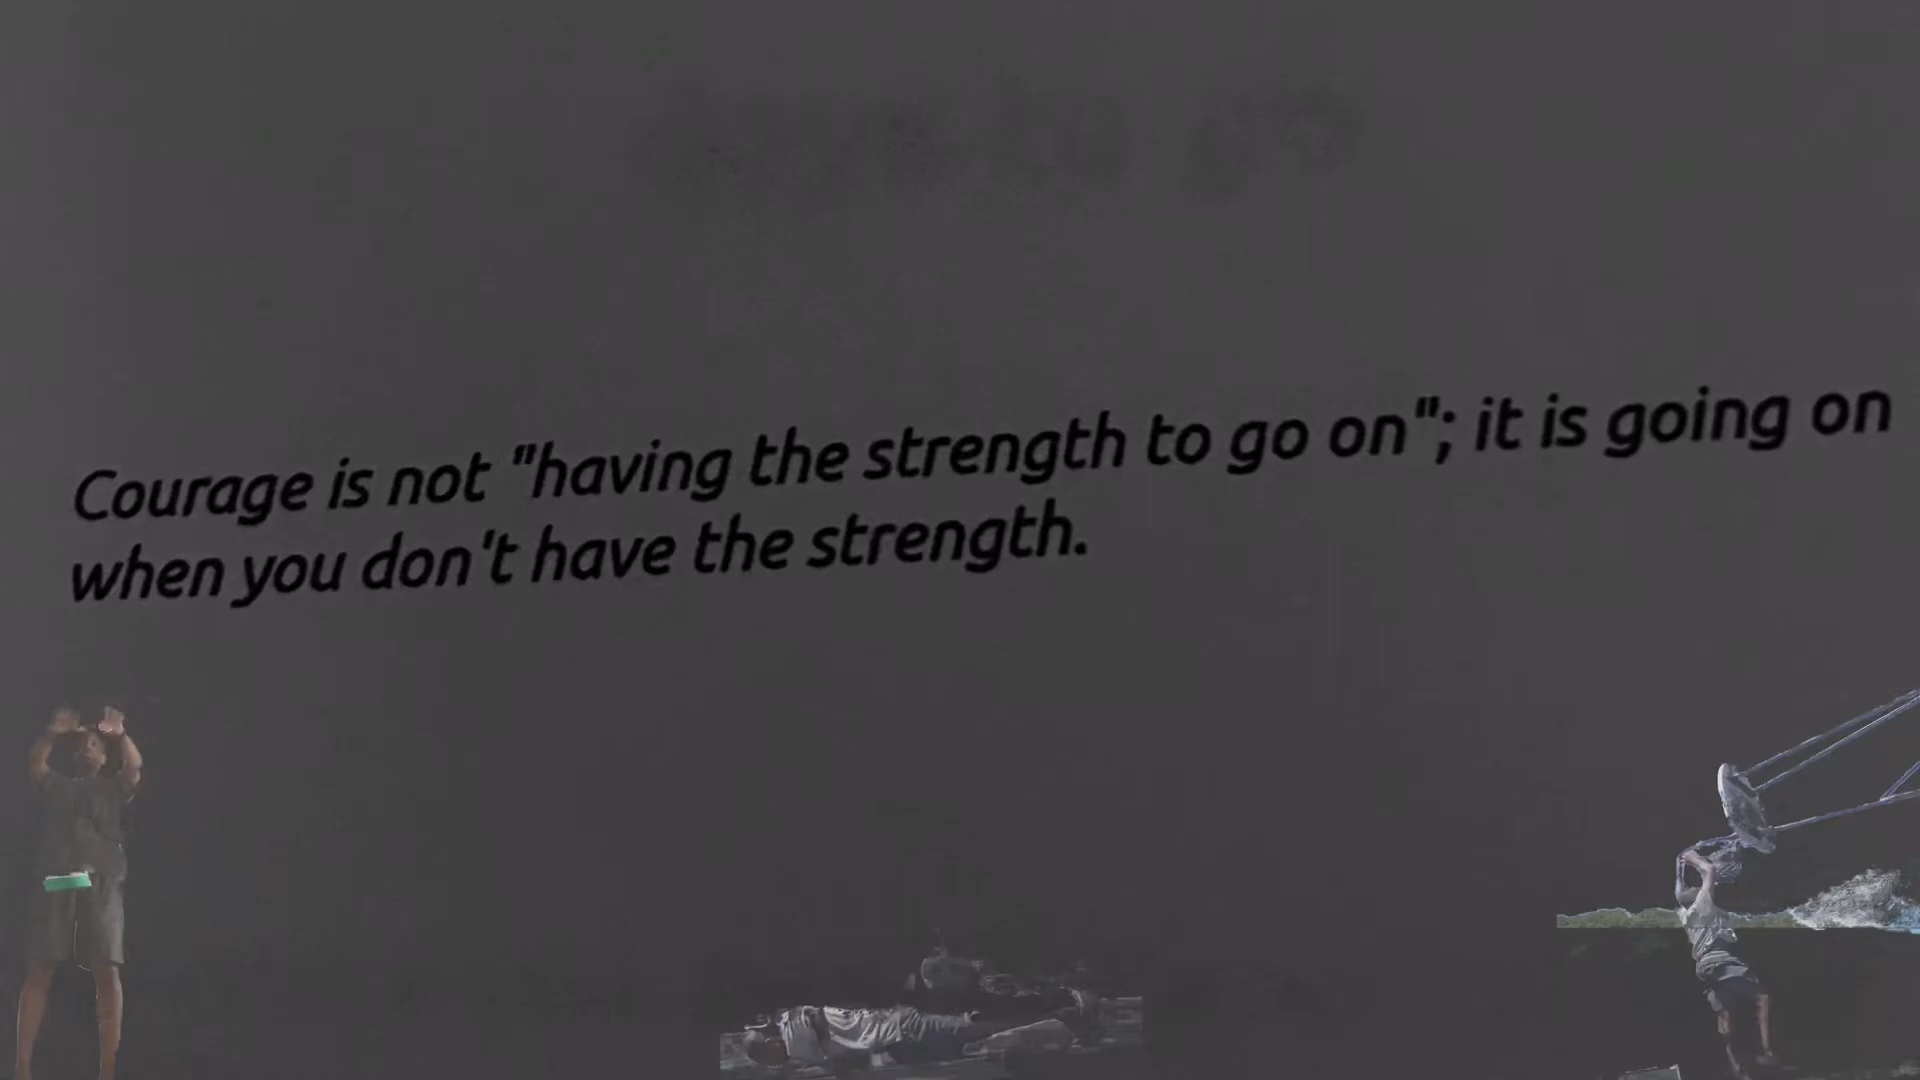 Courage is not "having the strength to go on"; it is going on
when you don't have the strength.